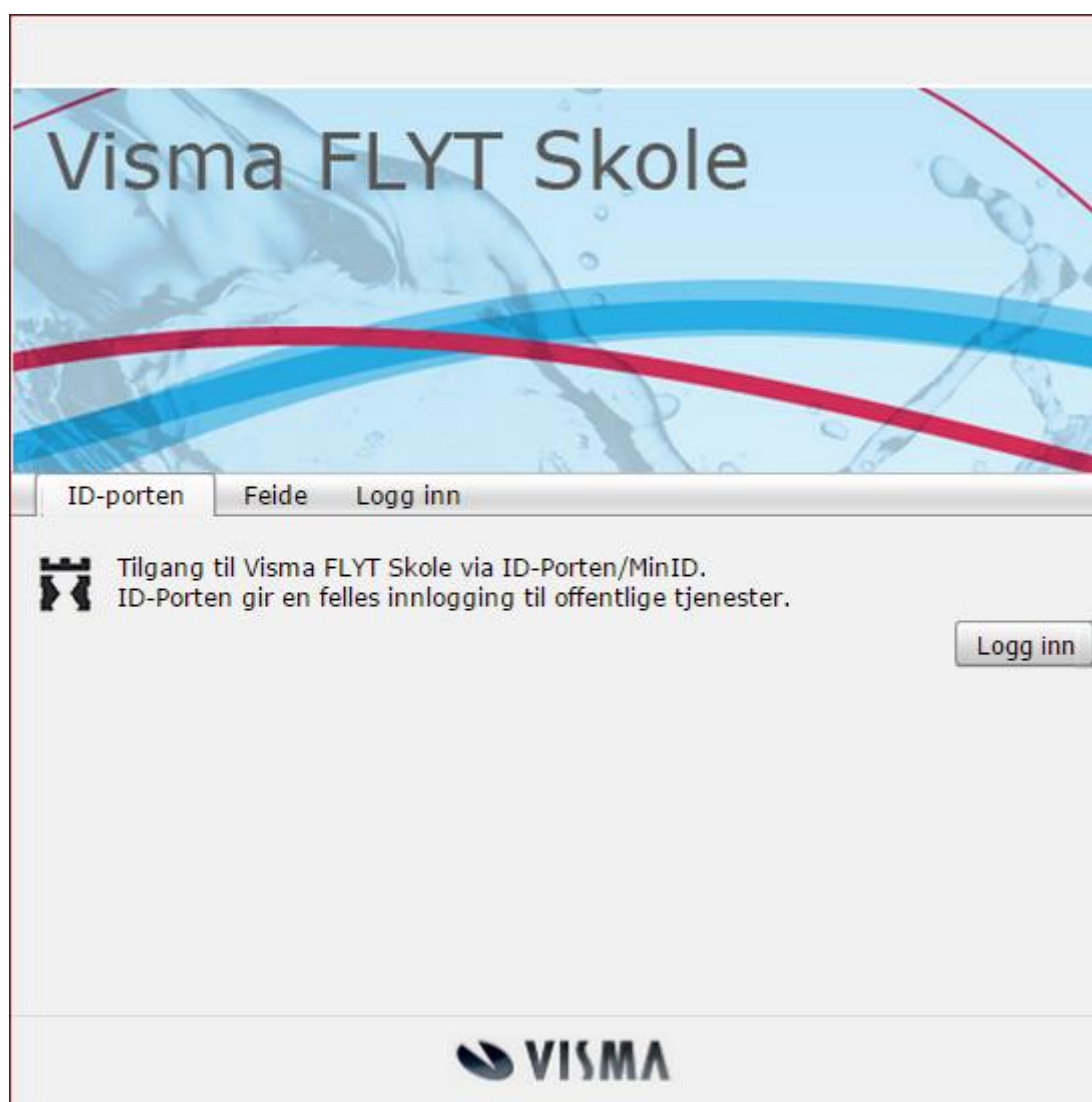 Visma FLYT Skole
ID-porten Feide Logg inn
Tilgang til Visma FLYT Skole via ID-Porten/MinID.
ID-Porten gir en felles innlogging til offentlige tjenester.
Logg inn
VISMA